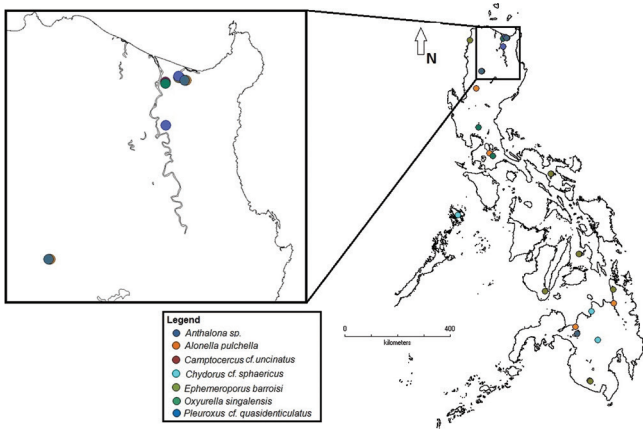 N
Legend
Anthalona sp.
Alonella pulchella
Camptocercus cf. uncinatus
Chydorus cf. sphaericus
Ephemeroporus barroisi
Oxyurella singalensis
Pleuroxus cf. quasidenticulatus
0 400
kilometers